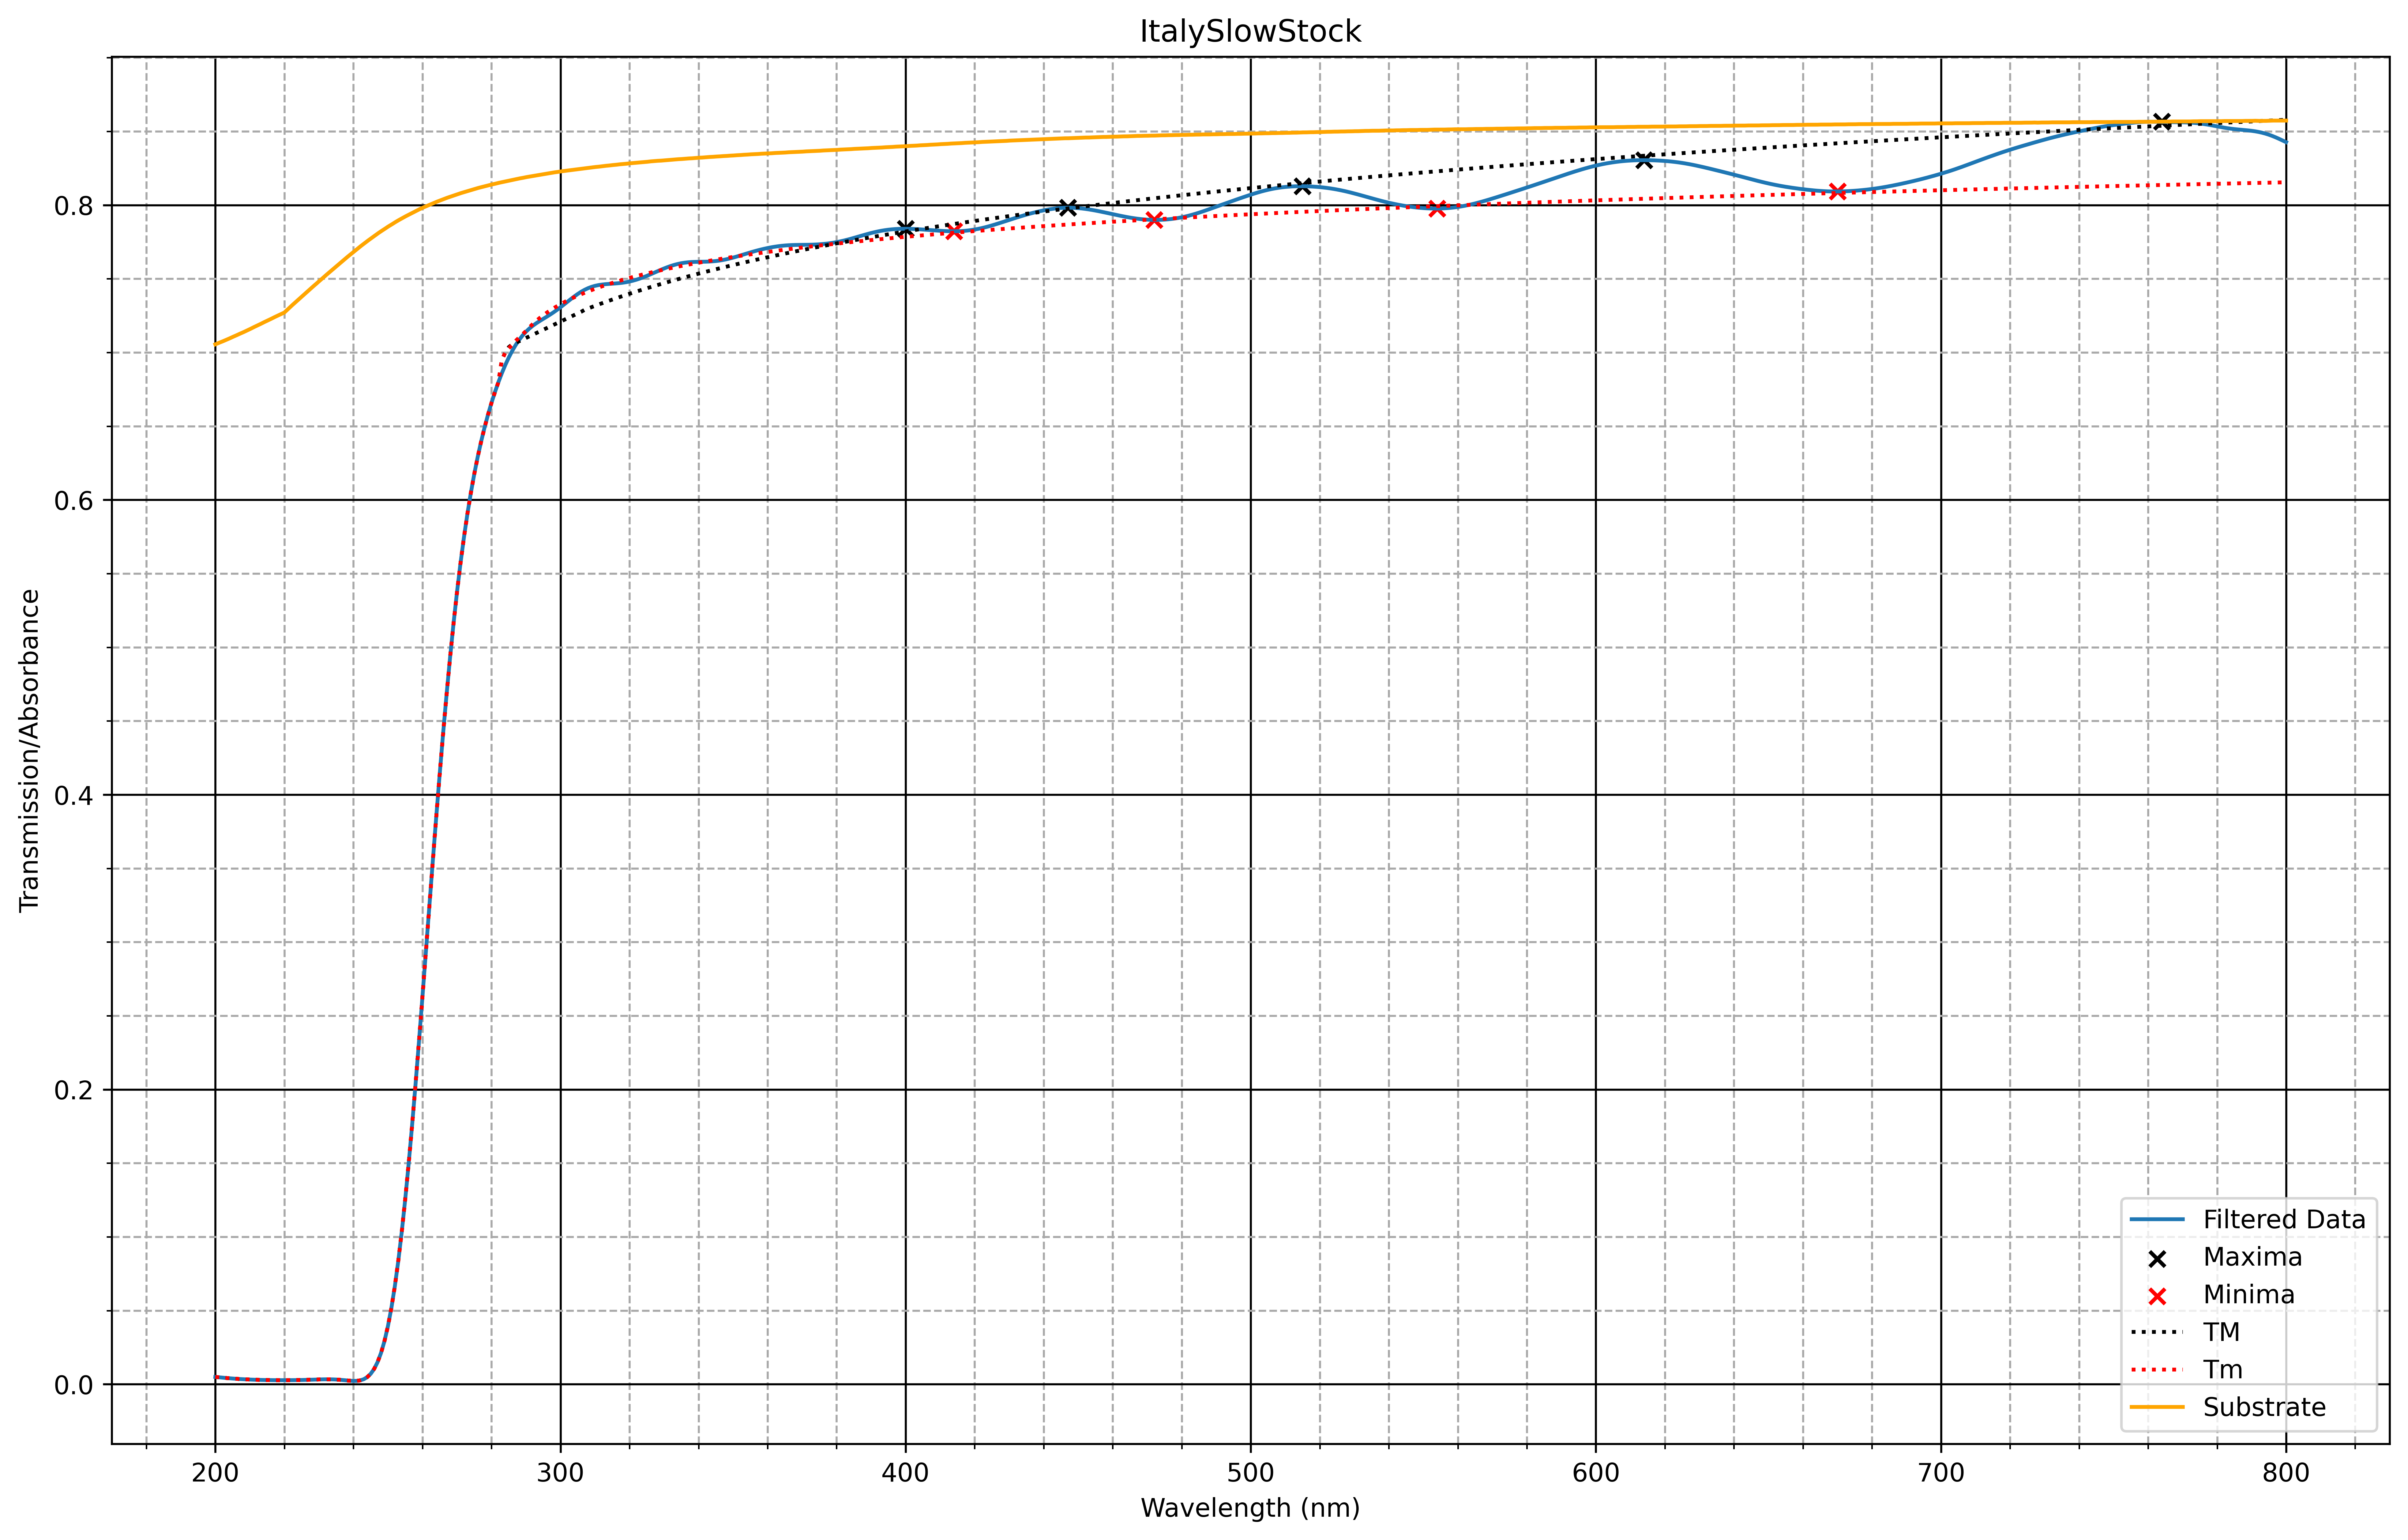 ItalySlowStock
Transmission/Absorbance
0.8
0.6
0.4
0.2
0.0
200 300 400 500 600 700 800
Wavelength (nm)
Filtered Data
Maxima
Minima
TM
Tm
Substrate